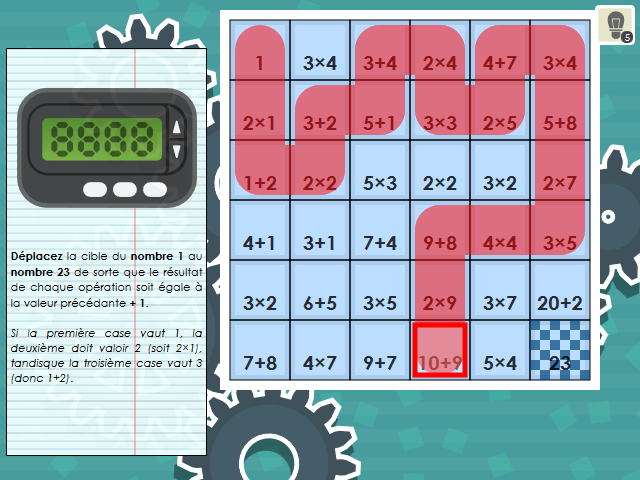 1 3×4 3+4 2×4 4+7 3×4
2×1 3+2 5+1 3×3 2×5 5+8
1+2 2×2 5×3 2×2 3×2 2×7
4+1 3+1 7+4 9+8 4×4 3×5
3×2 6+5 3×5 2×9 3×7 20+2
7+8 4×7 9+7 10+9 5×4 23
5
Déplacez la cible du nombre 1 au
nombre 23 de sorte que le résultat
de chaque opération soit égale à
la valeur précédante + 1.
Si la première case vaut 1, la
deuxième doit valoir 2 (soit 2×1),
tandisque la troisième case vaut 3
(donc 1+2).